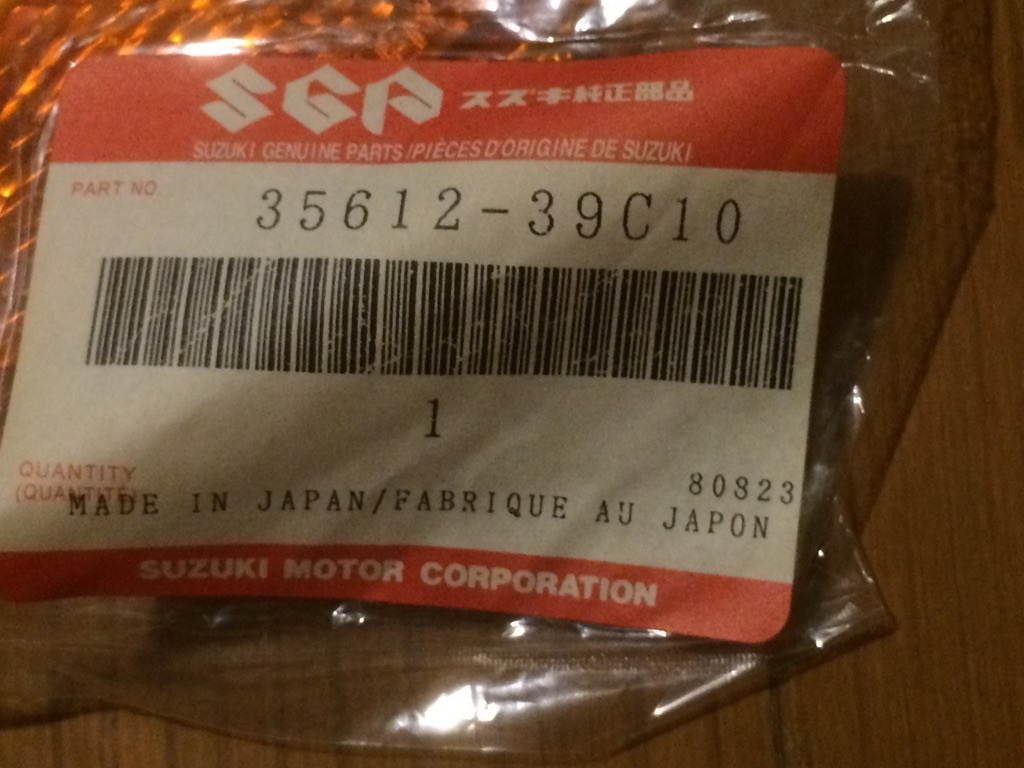 SGP スズキ純正部品
SUZUKI GENUINE PARTS/PIÈCES D'ORIGINE DE SUZUKI
PART NO.
35612-39C10
1
QUANTITY
(QUANTITÉ)
80823
MADE IN JAPAN/FABRIQUE AU JAPON
SUZUKI MOTOR CORPORATION